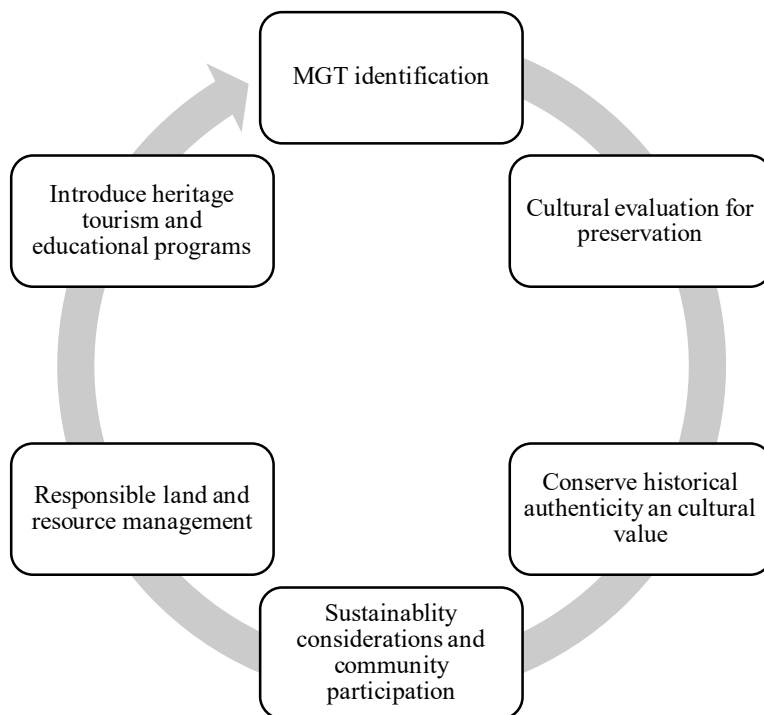 MGT identification
Cultural evaluation for
preservation
Conserve historical
authenticity an cultural
value
Sustainablity
considerations and
community
participation
Responsible land and
resource management
Introduce heritage
tourism and
educational programs